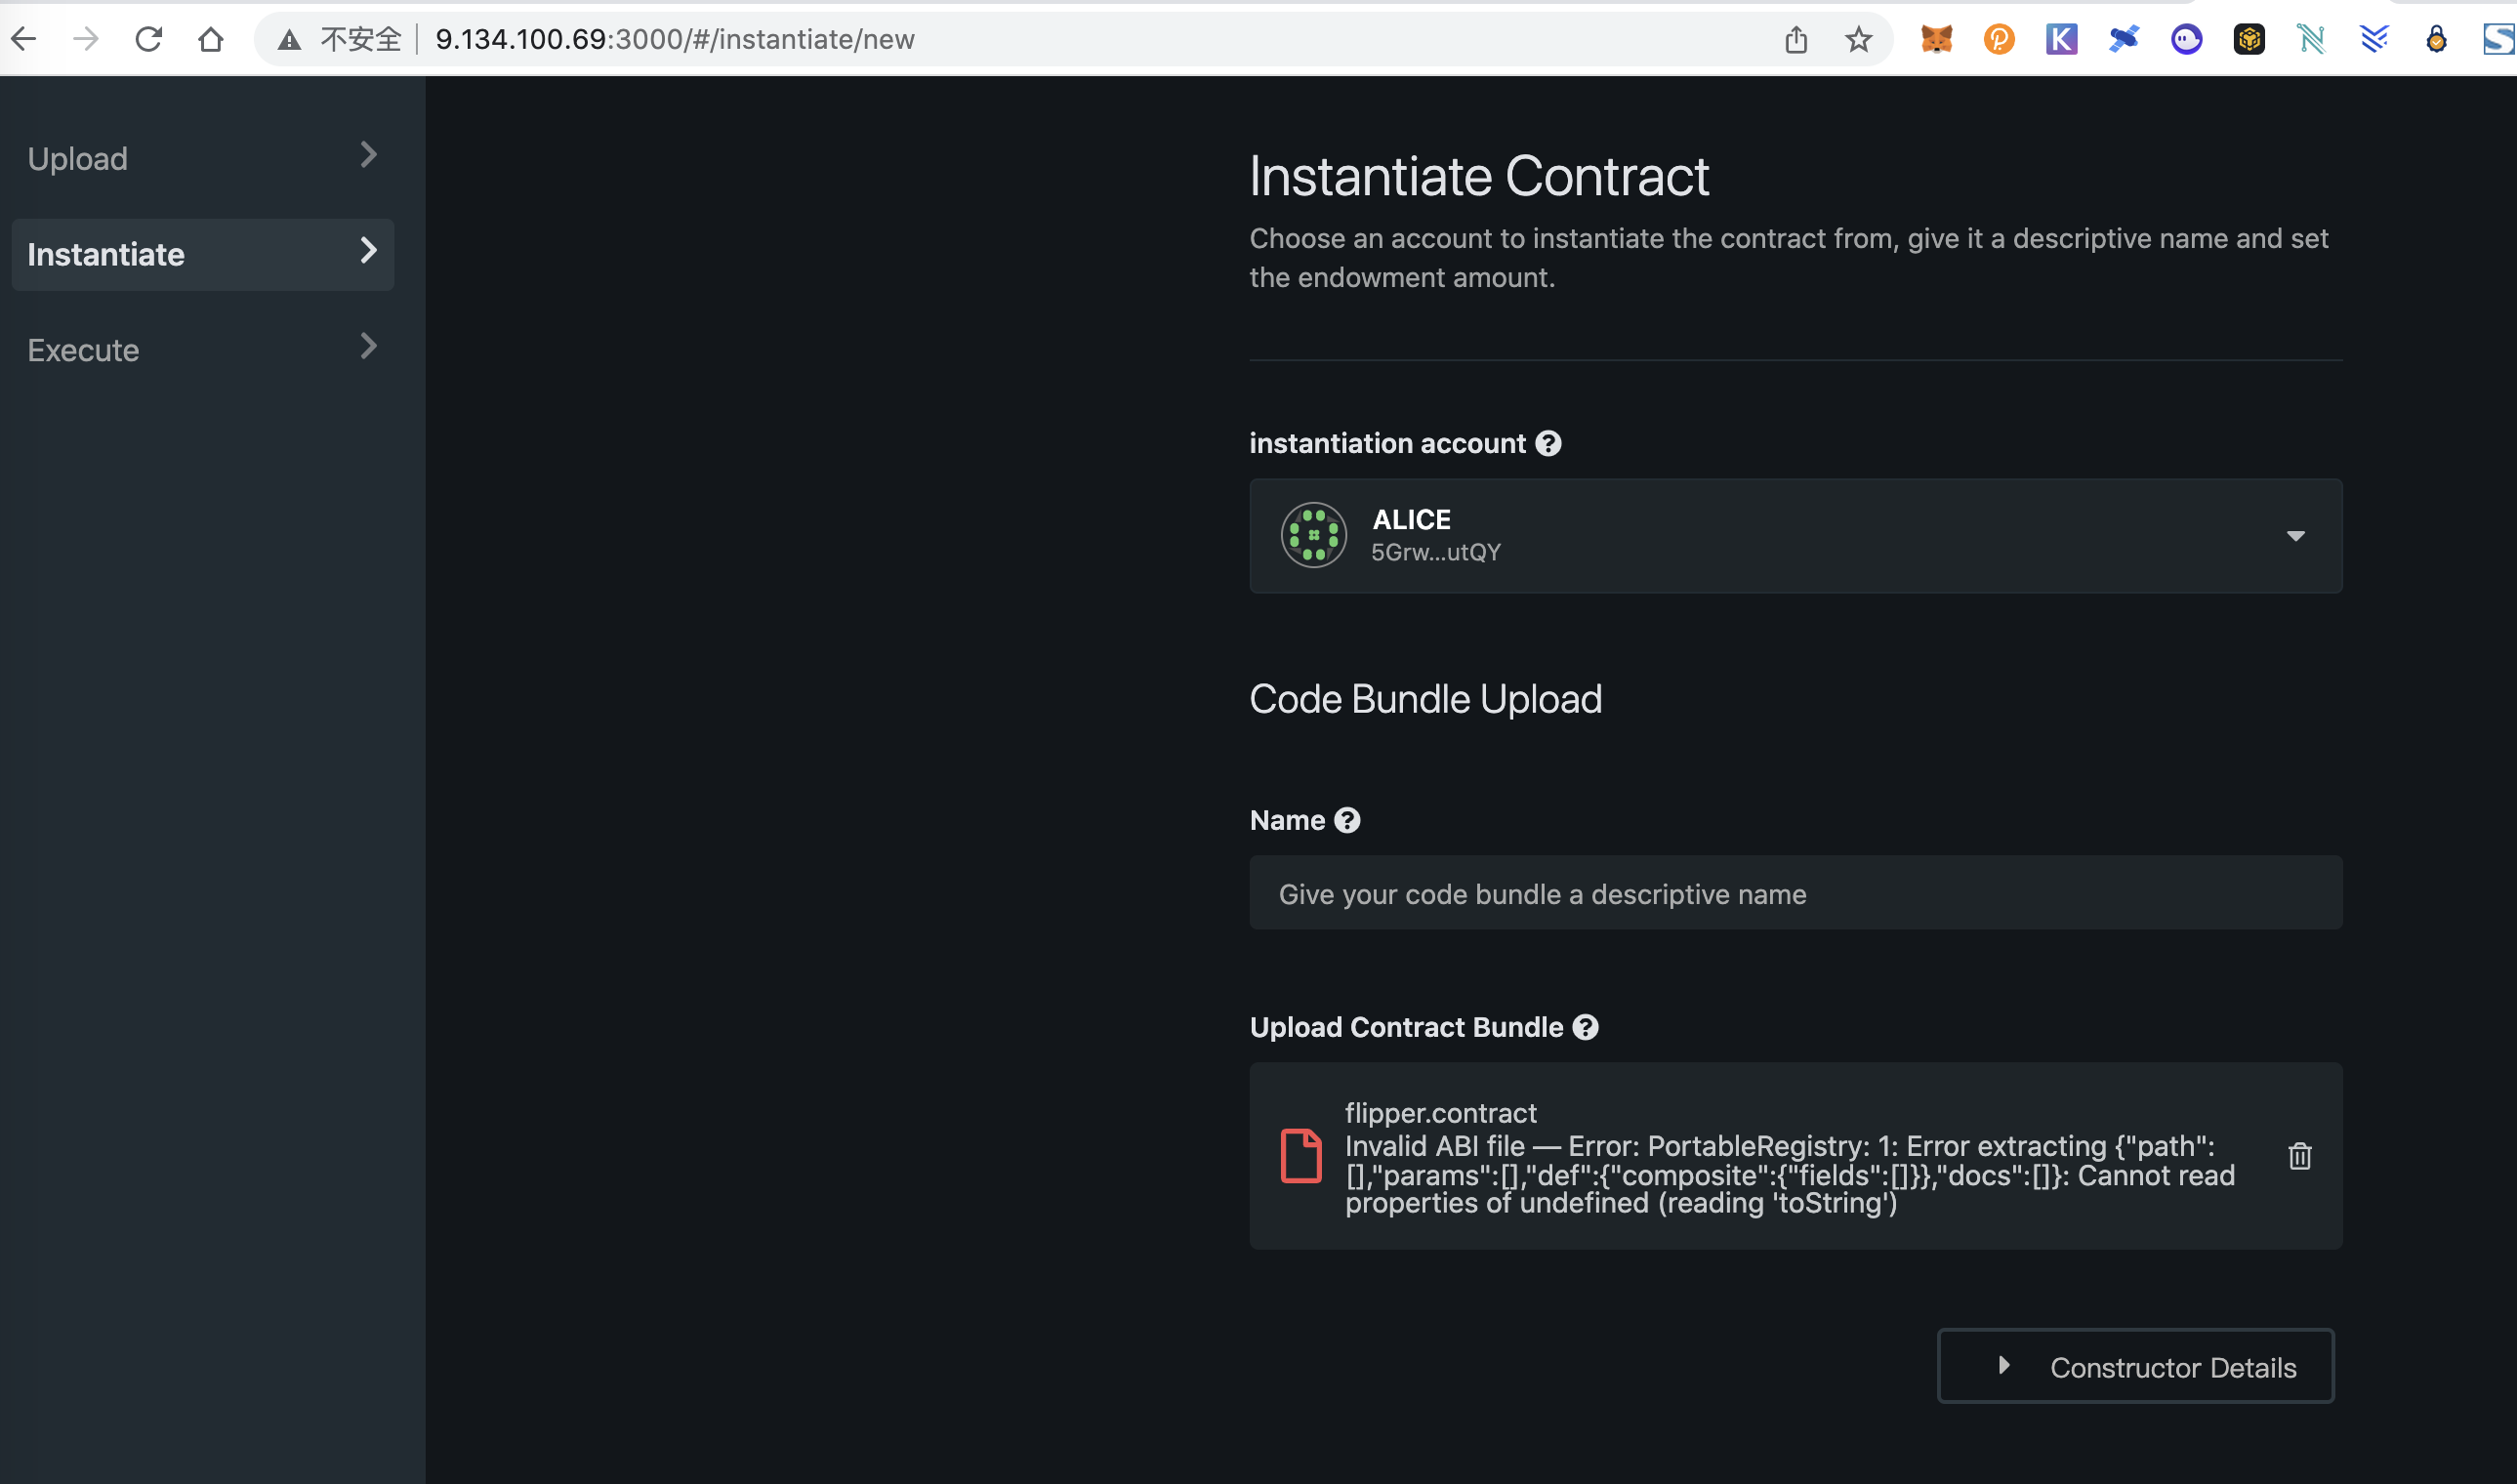 不安全 9.134.100.69:3000/#/instantiate/new
Upload
Instantiate
Execute
Instantiate Contract
Choose an account to instantiate the contract from, give it a descriptive name and set
the endowment amount.
instantiation account
ALICE
5Grw...utQY
Code Bundle Upload
Name
Give your code bundle a descriptive name
Upload Contract Bundle
flipper.contract
Invalid ABI file — Error: PortableRegistry: 1: Error extracting {"path":
[],"params":[],"def":{"composite":{"fields":[]}},"docs":[]}: Cannot read
properties of undefined (reading 'toString')
Constructor Details